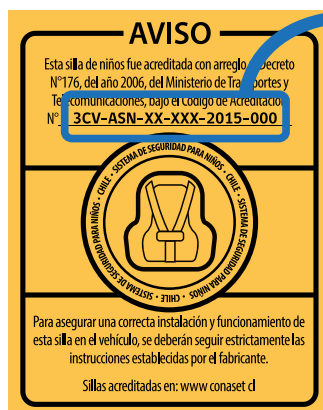 AVISO
Esta silla de niños fue acreditada con arreglo Decreto
N°176, del año 2006, del Ministerio de Transportes y
Telecomunicaciones, bajo el Código de Acreditación
N° 3CV-ASN-XX-XXX-2015-000
SISTEMA DE SEGURIDAD PARA NIÑOS · CHILE · SISTEMA DE SEGURIDAD PARA NIÑOS · CHILE ·
Para asegurar una correcta instalación y funcionamiento de
esta silla en el vehículo, se deberán seguir estrictamente las
instrucciones establecidas por el fabricante.
Sillas acreditadas en: www conaset cl